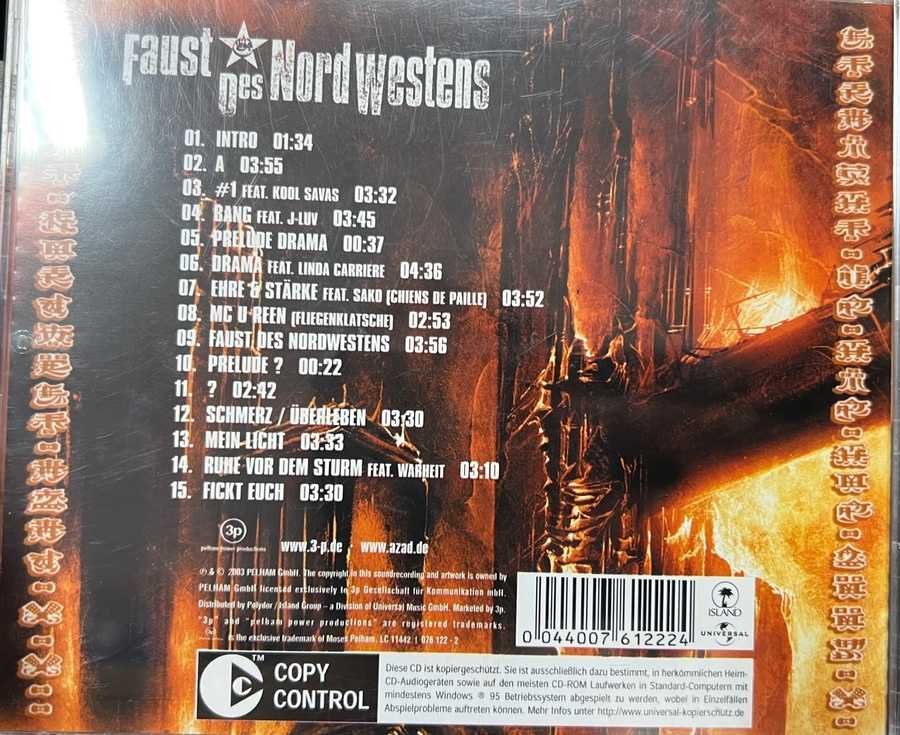 Faust Des Nordwestens
01. INTRO 01:34
02. A 03:55
03. #1 FEAT. KOOL SAVAS 03:32
04. BANG FEAT. J-LUV 03:45
05. PRELUDE DRAMA 00:37
06. DRAMA FEAT. LINDA CARRIERE 04:36
07. EHRE & STÄRKE FEAT. SAKO (CHIENS DE PAILLE) 03:52
08. MC U REEN (FLIEGENKLATSCHE) 02:53
09. FAUST DES NORDWESTENS 03:56
10. PRELUDE ? 00:22
11. ? 02:42
12. SCHMERZ / ÜBERLEBEN 03:30
13. MEIN LICHT 03:33
14. RUHE VOR DEM STURM FEAT. WARHEIT 03:10
15. FICKT EUCH 03:30
3p
pelham power productions
www.3-p.de · www.azad.de
℗ & © 2003 PELHAM GmbH. The copyright in this soundrecording and artwork is owned by
PELHAM GmbH licensed exclusively to 3p Gesellschaft für Kommunikation mbH.
Distributed by Polydor / Island Group – a Division of Universal Music GmbH. Marketed by 3p.
"3p" and "pelham power productions" are registered trademarks.
is the exclusive trademark of Moses Pelham. LC 11442 | 076 122 - 2
0 044007 612224
ISLAND
UNIVERSAL
COPY
CONTROL
™
Diese CD ist kopiergeschützt. Sie ist ausschließlich dazu bestimmt, in herkömmlichen Heim-
CD-Audiogeräten sowie auf den meisten CD-ROM Laufwerken in Standard-Computern mit
mindestens Windows ® 95 Betriebssystem abgespielt zu werden, wobei in Einzelfällen
Abspielprobleme auftreten können. Mehr Infos unter http://www.universal-kopierschutz.de